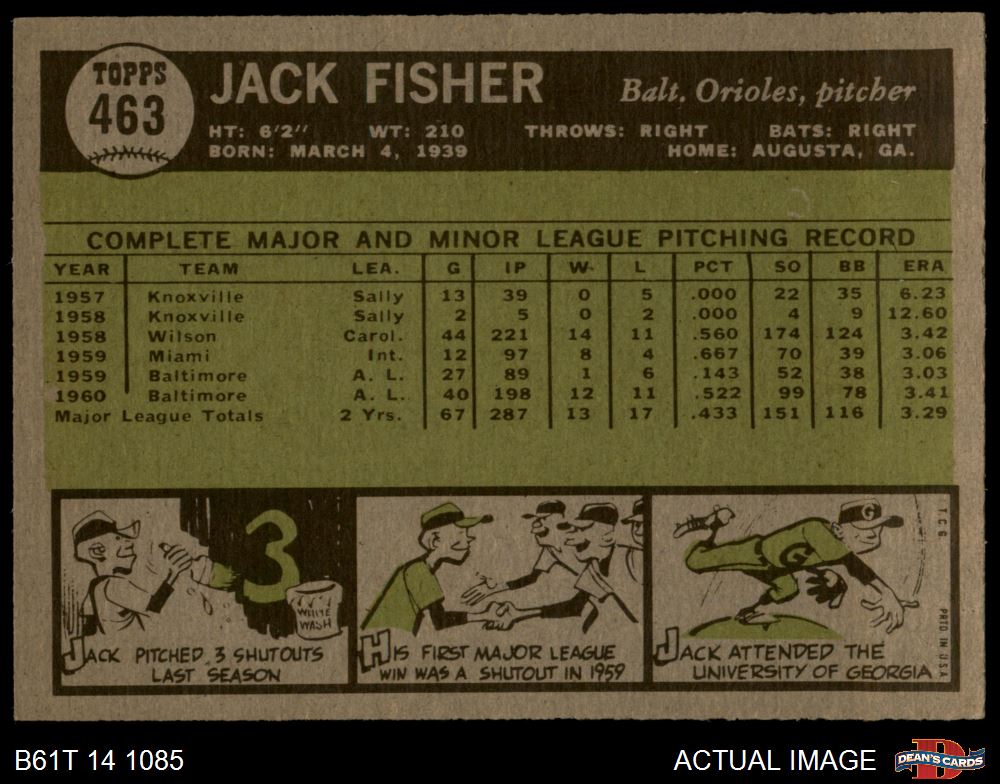 TOPPS
463
JACK FISHER
Balt. Orioles, pitcher
HT: 6'2" WT: 210 THROWS: RIGHT BATS: RIGHT
BORN: MARCH 4, 1939 HOME: AUGUSTA, GA.
COMPLETE MAJOR AND MINOR LEAGUE PITCHING RECORD
YEAR TEAM LEA. G IP W L PCT SO BB ERA
1957 Knoxville Sally 13 39 0 5 .000 22 35 6.23
1958 Knoxville Sally 2 5 0 2 .000 4 9 12.60
1958 Wilson Carol. 44 221 14 11 .560 174 124 3.42
1959 Miami Int. 12 97 8 4 .667 70 39 3.06
1959 Baltimore A. L. 27 89 1 6 .143 52 38 3.03
1960 Baltimore A. L. 40 198 12 11 .522 99 78 3.41
Major League Totals 2 Yrs. 67 287 13 17 .433 151 116 3.29
3
WHITE
WASH
JACK PITCHED 3 SHUTOUTS
LAST SEASON
HIS FIRST MAJOR LEAGUE
WIN WAS A SHUTOUT IN 1959
G
G
JACK ATTENDED THE
UNIVERSITY OF GEORGIA
T.C.G.
PRTD IN U.S.A.
B61T 14 1085
ACTUAL IMAGE
DEAN'S CARDS